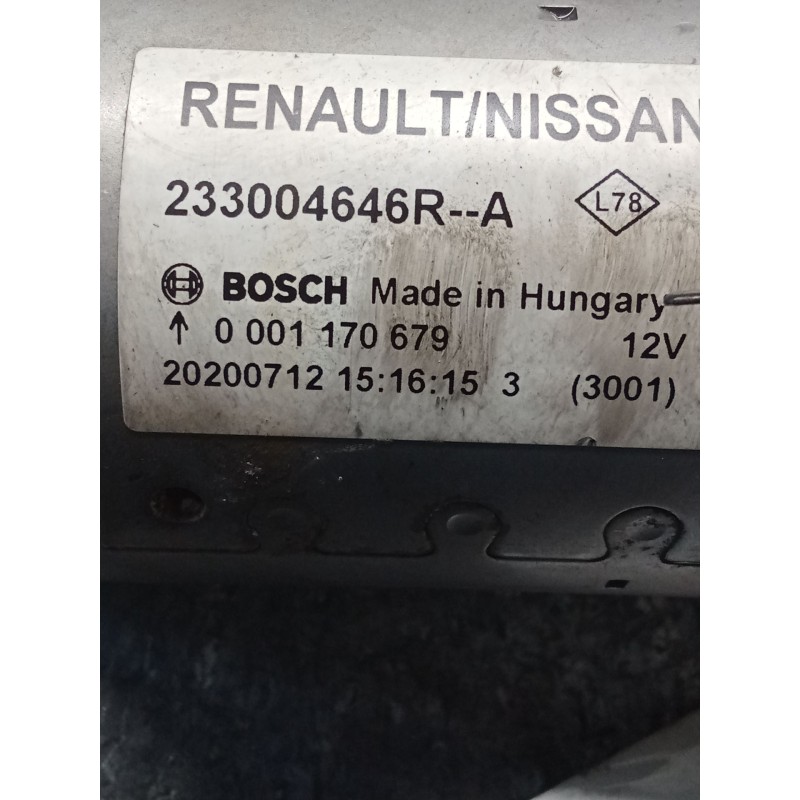 RENAULT/NISSAN
233004646R--A L78
BOSCH Made in Hungary
↑ 0 001 170 679 12V
20200712 15:16:15 3 (3001)